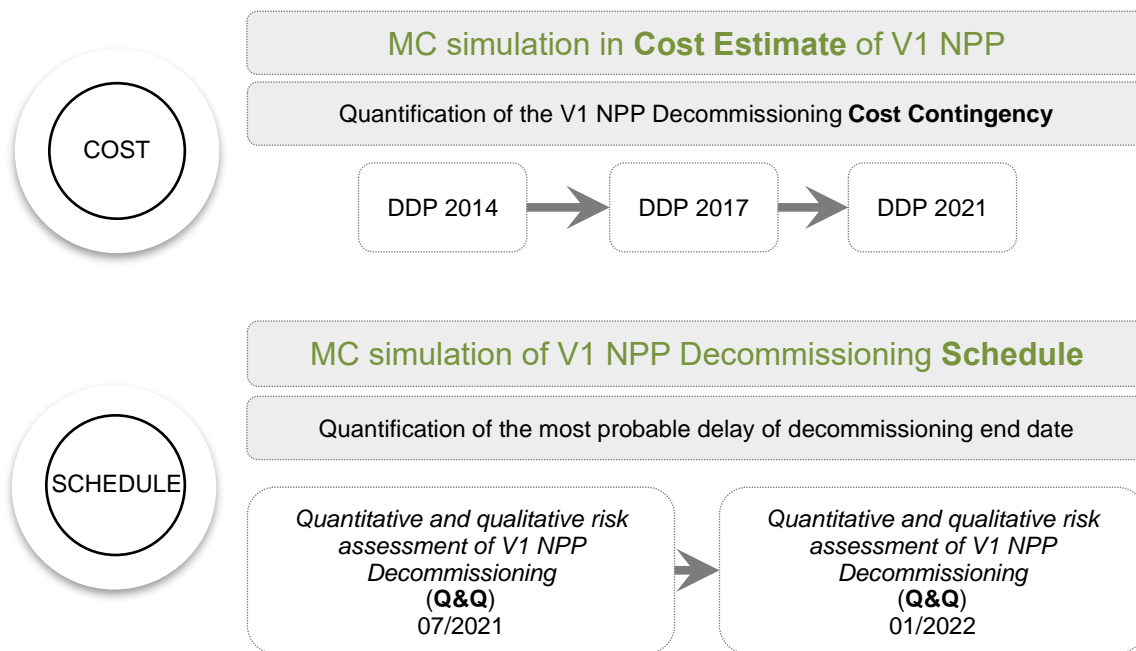 MC simulation in Cost Estimate of V1 NPP
Quantification of the V1 NPP Decommissioning Cost Contingency
COST
DDP 2014
DDP 2017
DDP 2021
MC simulation of V1 NPP Decommissioning Schedule
Quantification of the most probable delay of decommissioning end date
SCHEDULE
Quantitative and qualitative risk
assessment of V1 NPP
Decommissioning
(Q&Q)
07/2021
Quantitative and qualitative risk
assessment of V1 NPP
Decommissioning
(Q&Q)
01/2022